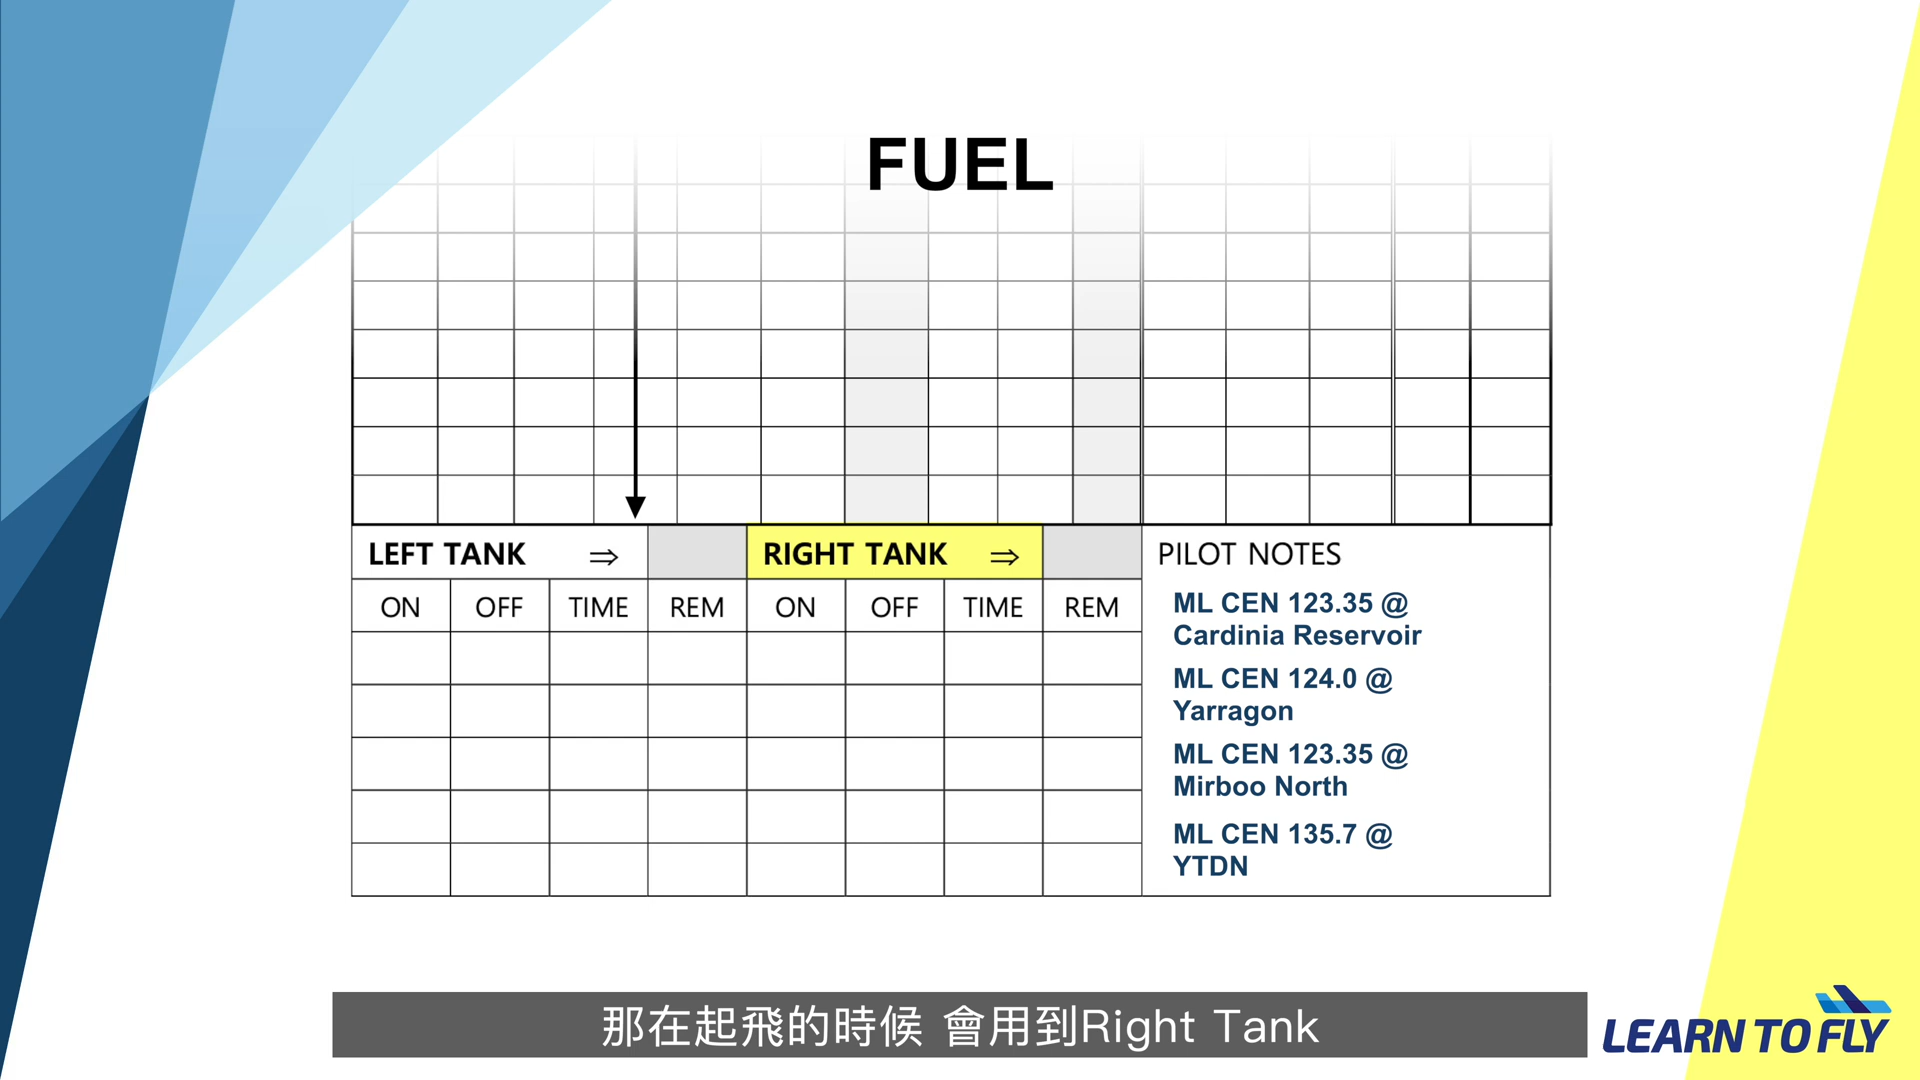 FUEL
LEFT TANK ⇒ RIGHT TANK ⇒ PILOT NOTES
ON OFF TIME REM ON OFF TIME REM
ML CEN 123.35 @
Cardinia Reservoir
ML CEN 124.0 @
Yarragon
ML CEN 123.35 @
Mirboo North
ML CEN 135.7 @
YTDN
那在起飛的時候 會用到Right Tank
LEARN TO FLY